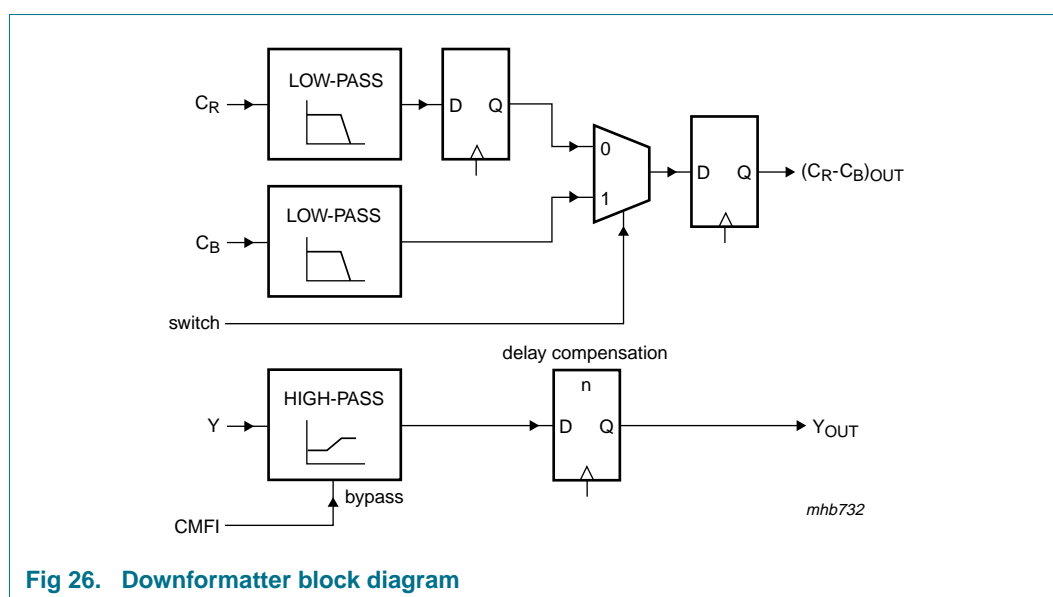 LOW-PASS
C_R
D Q
0
LOW-PASS
1
D Q
(C_R-C_B)_OUT
C_B
switch
delay compensation
n
HIGH-PASS
Y
D Q
Y_OUT
bypass
CMFI
mhb732
Fig 26. Downformatter block diagram